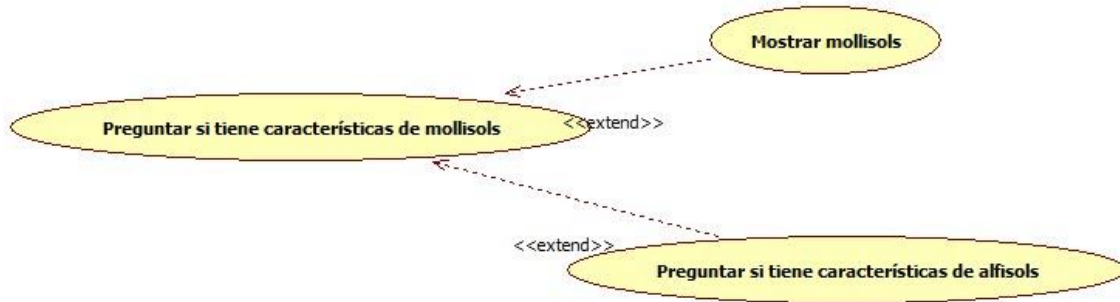 Mostrar mollisols
Preguntar si tiene características de mollisols
<<extend>>
<<extend>>
Preguntar si tiene características de alfisols